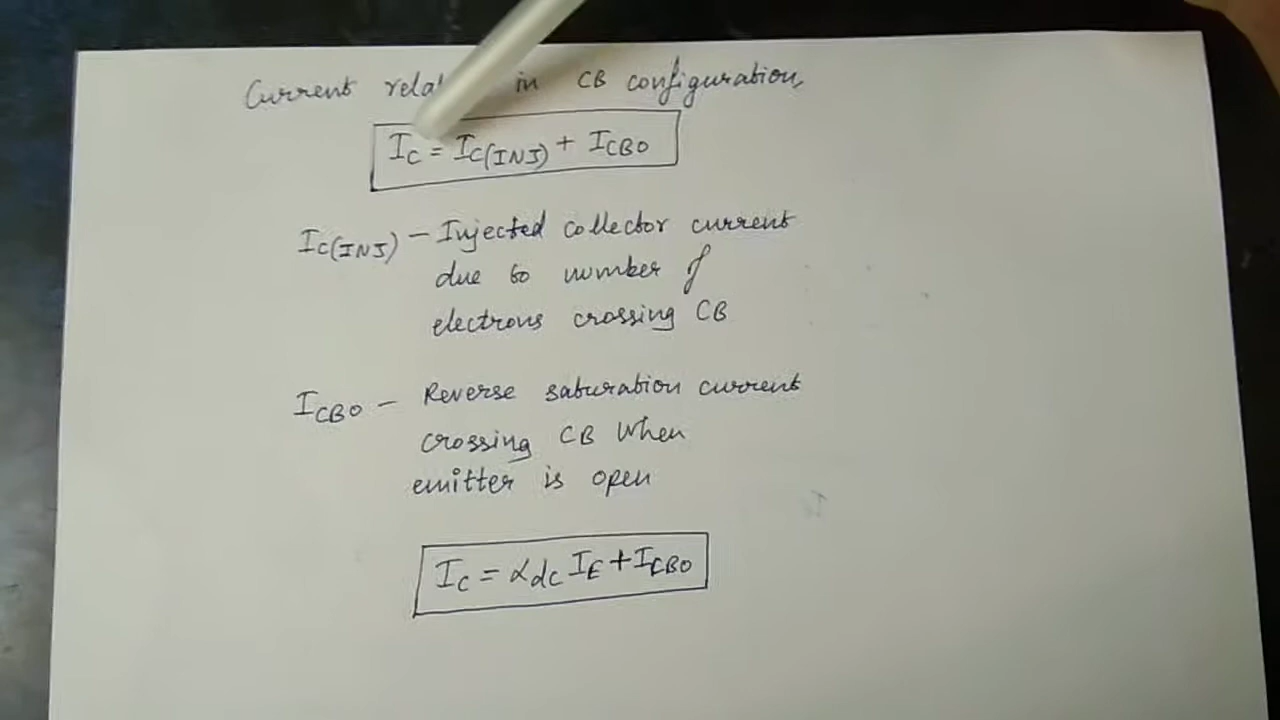 Current rela in CB configuration,
IC = IC(INJ) + ICBO
IC(INJ) - Injected collector current
due to number of
electrons crossing CB
ICBO - Reverse saturation current
crossing CB when
emitter is open
IC = αdc IE + ICBO